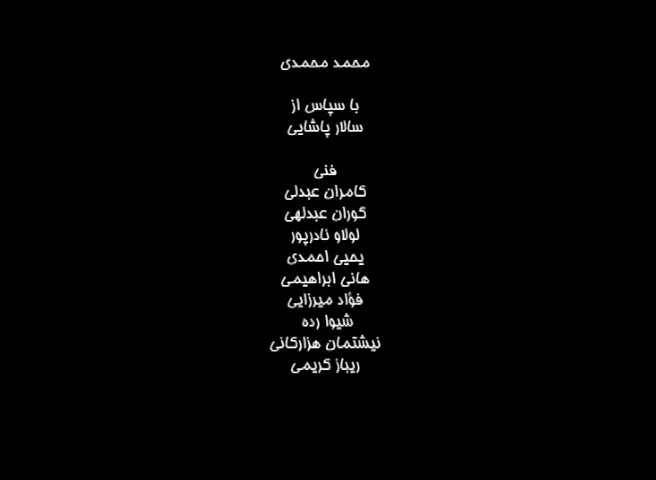 محمد محمدی
با سپاس از
سالار پاشایی
فنی
کامران عبدلی
گوران عبدلهی
لولاو نادرپور
یحیی احمدی
هانی ابراهیمی
فؤاد میرزایی
شیوا رده
نیشتمان هزارکانی
ریباز کریمی